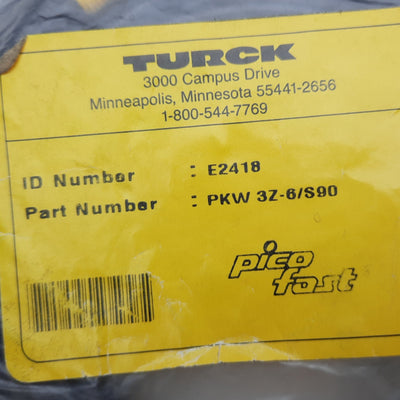 TURCK
3000 Campus Drive
Minneapolis, Minnesota 55441-2656
1-800-544-7769
ID Number : E2418
Part Number : PKW 3Z-6/S90
pico
fast